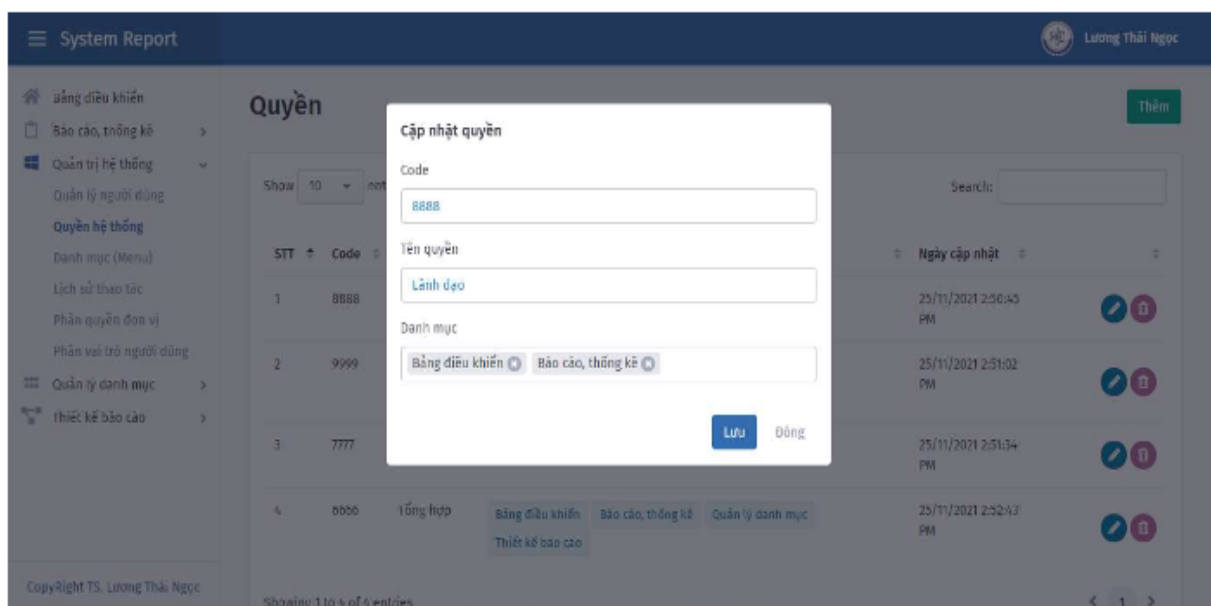 System Report
Lương Thái Ngọc
Bảng điều khiển
Báo cáo, thống kê
Quản trị hệ thống
Quản lý người dùng
Quyền hệ thống
Danh mục (Menu)
Lịch sử thao tác
Phân quyền đơn vị
Phân vai trò người dùng
Quản lý danh mục
Thiết kế báo cáo
CopyRight TS. Lương Thái Ngọc
Quyền
Thêm
Show 10
Search:
STT Code Ngày cập nhật
1 8888 25/11/2021 2:50:45 PM
2 9999 25/11/2021 2:51:02 PM
3 7777 25/11/2021 2:51:34 PM
4 6666 Tổng hợp Bảng điều khiển Báo cáo, thống kê Quản lý danh mục 25/11/2021 2:52:43 PM
Thiết kế báo cáo
Showing 1 to 4 of 4 entries
1
Cập nhật quyền
Code
8888
Tên quyền
Lãnh đạo
Danh mục
Bảng điều khiển Báo cáo, thống kê
Lưu Đóng